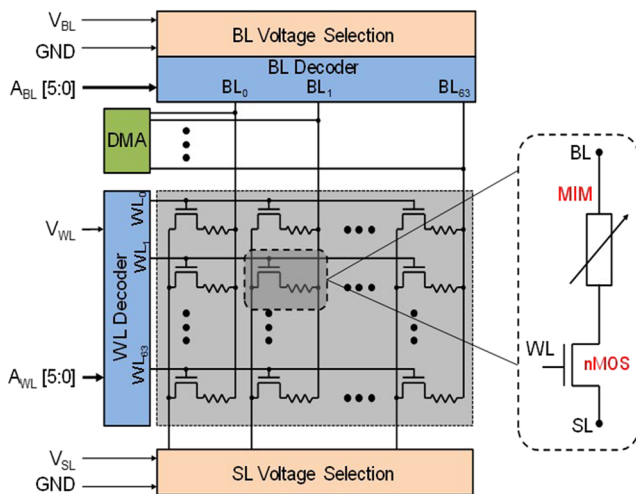 V_BL
GND
BL Voltage Selection
A_BL [5:0]
BL Decoder
BL_0 BL_1 BL_63
DMA
V_WL
A_WL [5:0]
WL Decoder
WL_0
WL_1
WL_63
BL
MIM
WL
nMOS
SL
V_SL
GND
SL Voltage Selection